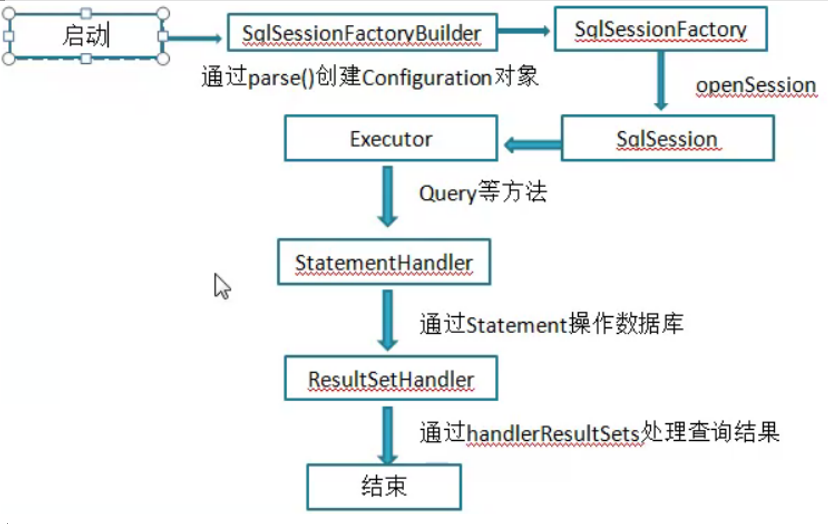 启动
SqlSessionFactoryBuilder
SqlSessionFactory
通过parse()创建Configuration对象
openSession
Executor
SqlSession
Query等方法
StatementHandler
通过Statement操作数据库
ResultSetHandler
通过handlerResultSets处理查询结果
结束